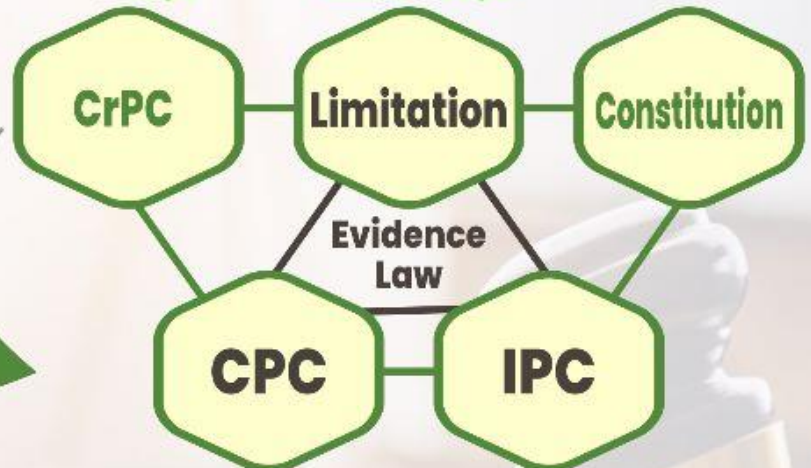 CrPC
Limitation
Constitution
Evidence
Law
CPC
IPC